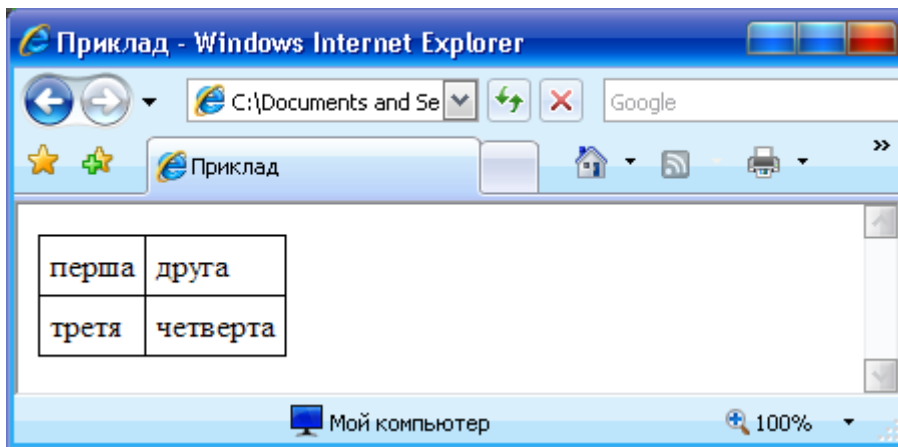 Приклад - Windows Internet Explorer
C:\Documents and Se
Google
Приклад
»
перша друга
третя четверта
Мой компьютер 100%